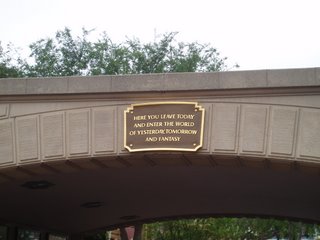 HERE YOU LEAVE TODAY
AND ENTER THE WORLD
OF YESTERDAY, TOMORROW
AND FANTASY